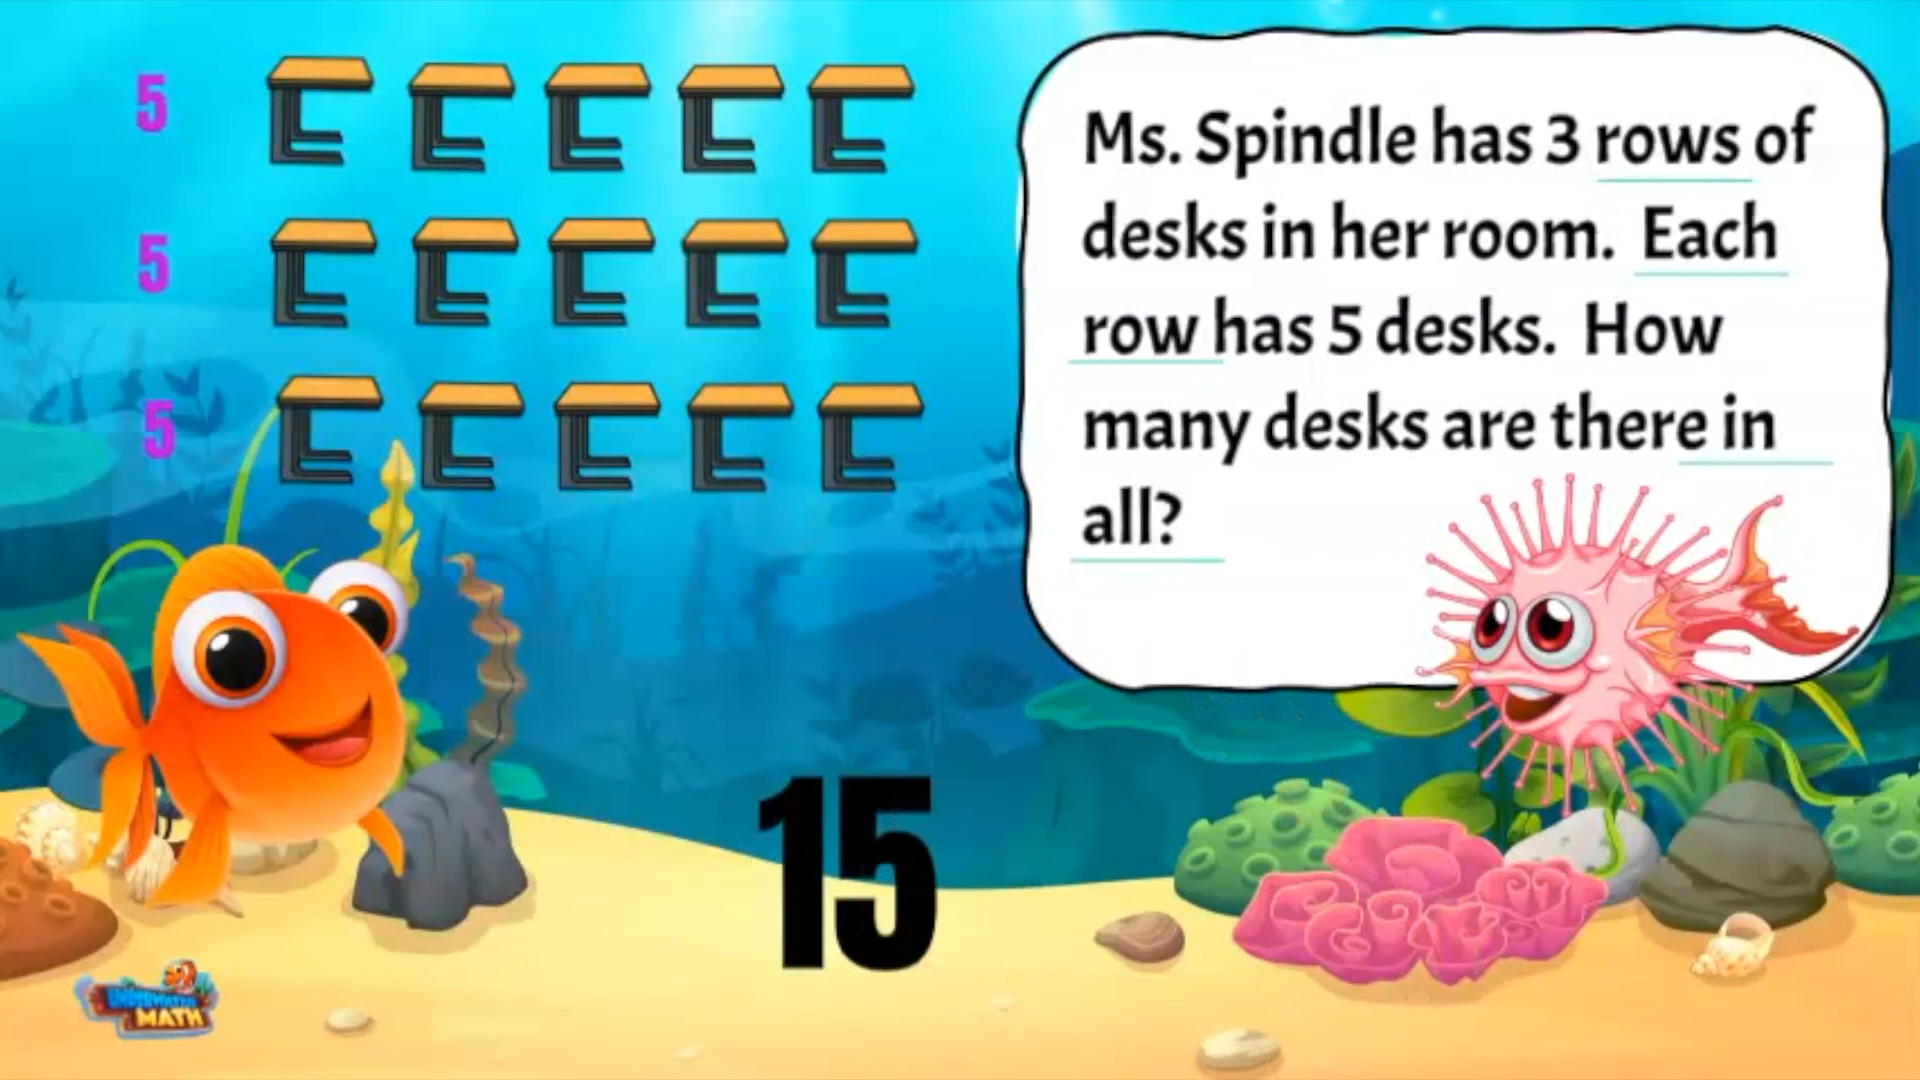 5
5
5
Ms. Spindle has 3 rows of
desks in her room. Each
row has 5 desks. How
many desks are there in
all?
15
UNDERWATER
MATH